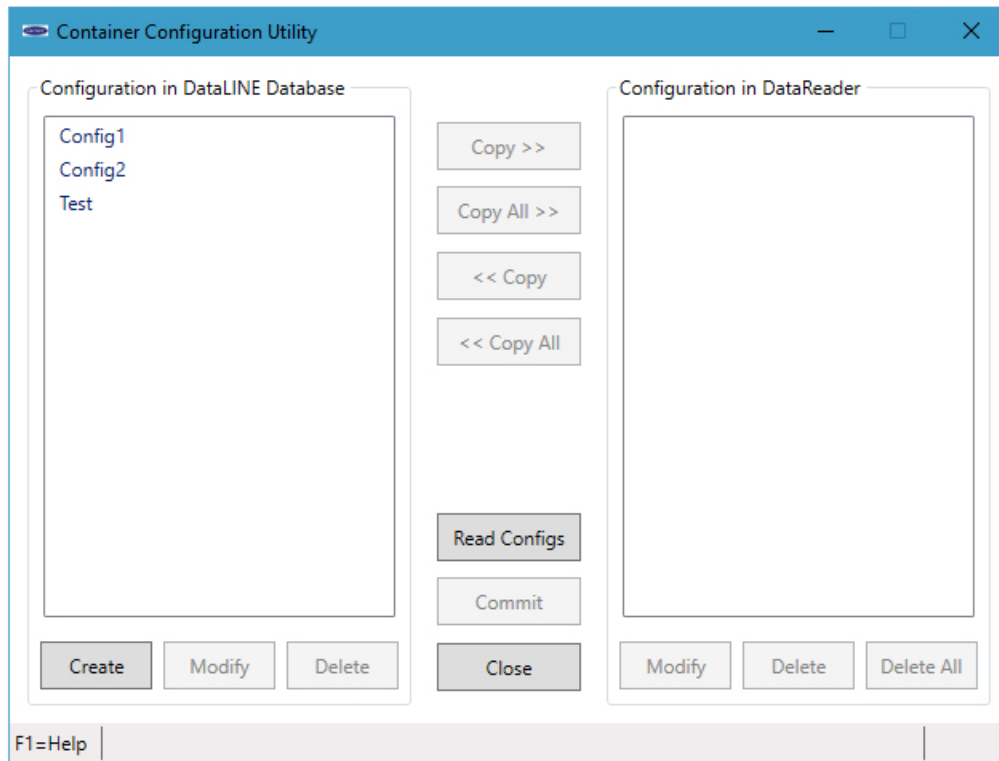 Container Configuration Utility
Configuration in DataLINE Database
Config1
Config2
Test
Create
Modify
Delete
Copy >>
Copy All >>
<< Copy
<< Copy All
Read Configs
Commit
Close
Configuration in DataReader
Modify
Delete
Delete All
F1=Help